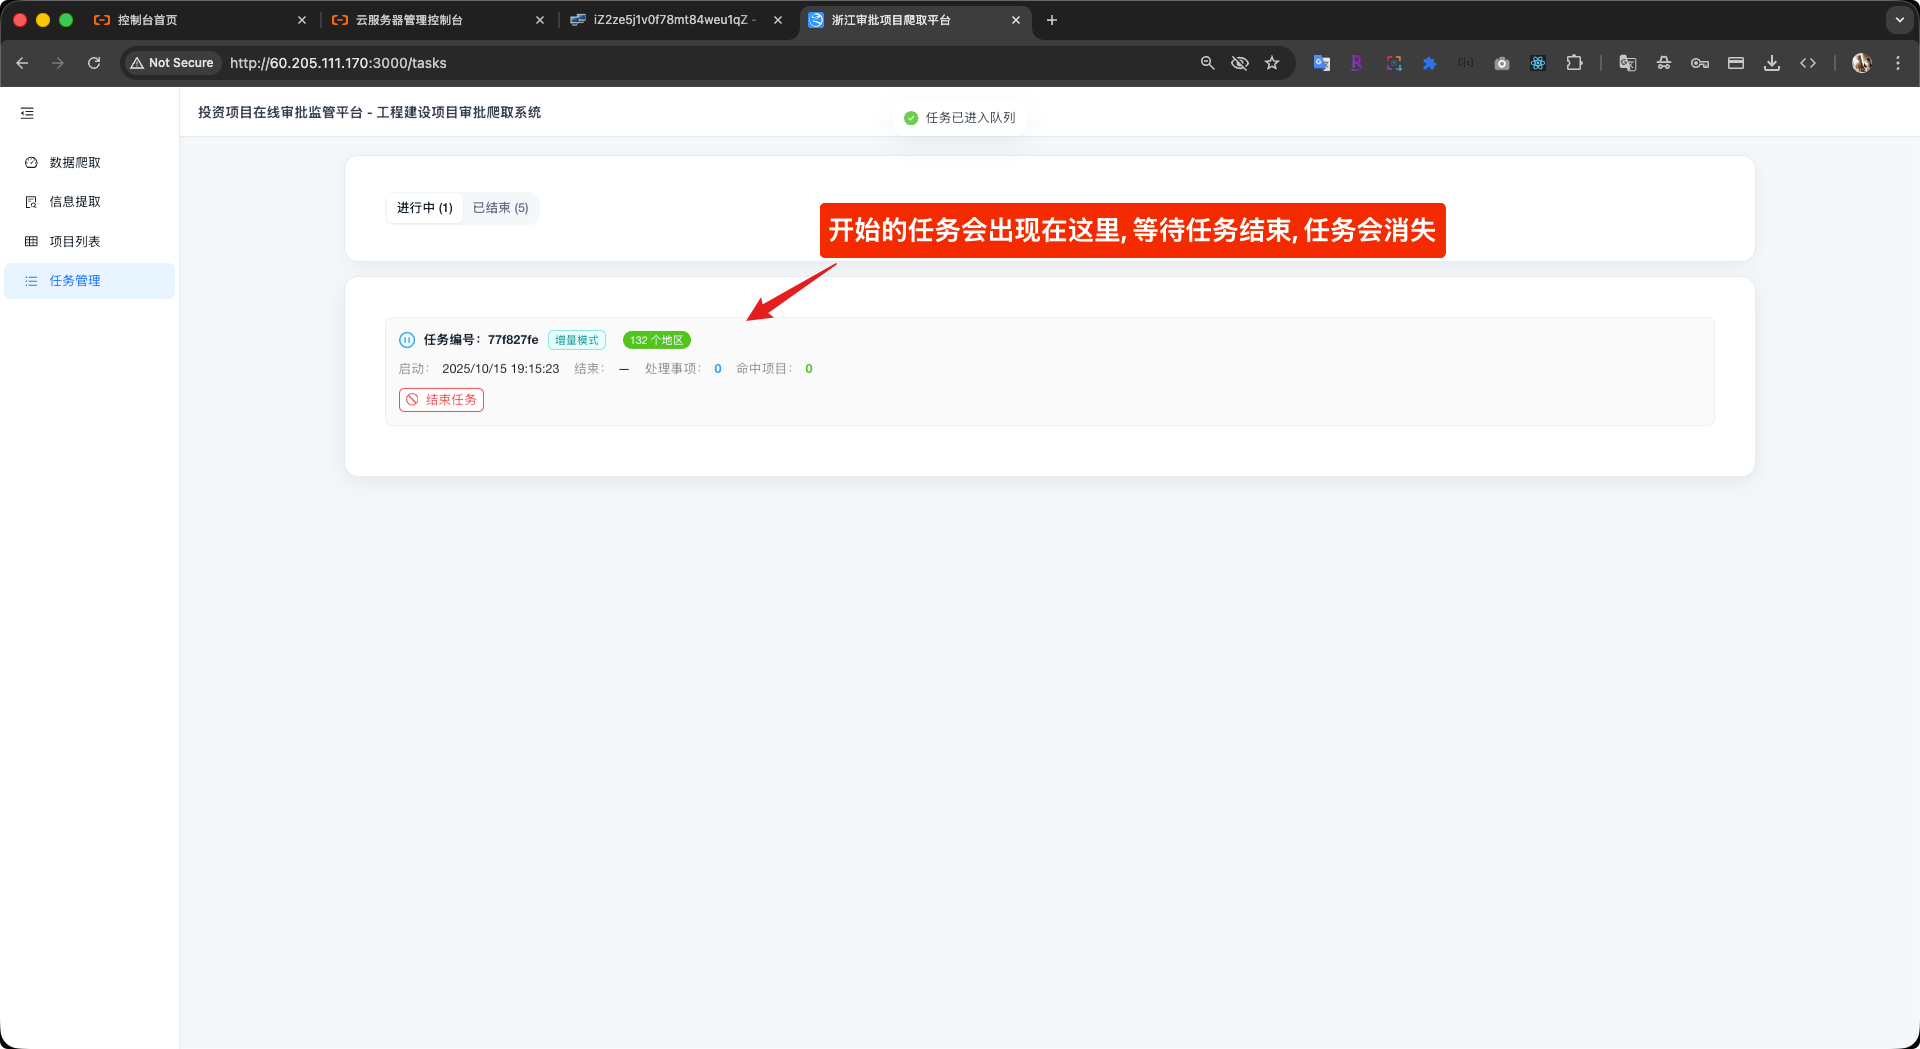 控制台首页
云服务器管理控制台
iZ2ze5j1v0f78mt84weu1qZ -
浙江审批项目爬取平台
Not Secure
http://60.205.111.170:3000/tasks
投资项目在线审批监管平台 - 工程建设项目审批爬取系统
任务已进入队列
数据爬取
信息提取
项目列表
任务管理
进行中 (1)
已结束 (5)
开始的任务会出现在这里, 等待任务结束, 任务会消失
任务编号: 77f827fe 增量模式 132 个地区
启动: 2025/10/15 19:15:23 结束: — 处理事项: 0 命中项目: 0
结束任务